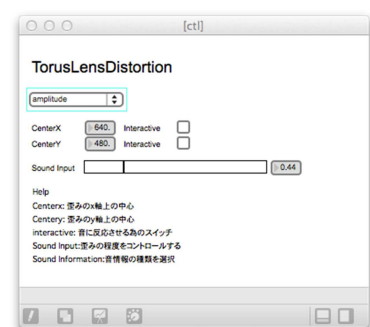 [ctl]
TorusLensDistortion
amplitude
CenterX 640. Interactive
CenterY 480. Interactive
Sound Input 0.44
Help
Centerx: 歪みのx軸上の中心
Centery: 歪みのy軸上の中心
interactive: 音に反応させる為のスイッチ
Sound Input:歪みの程度をコントロールする
Sound Information:音情報の種類を選択